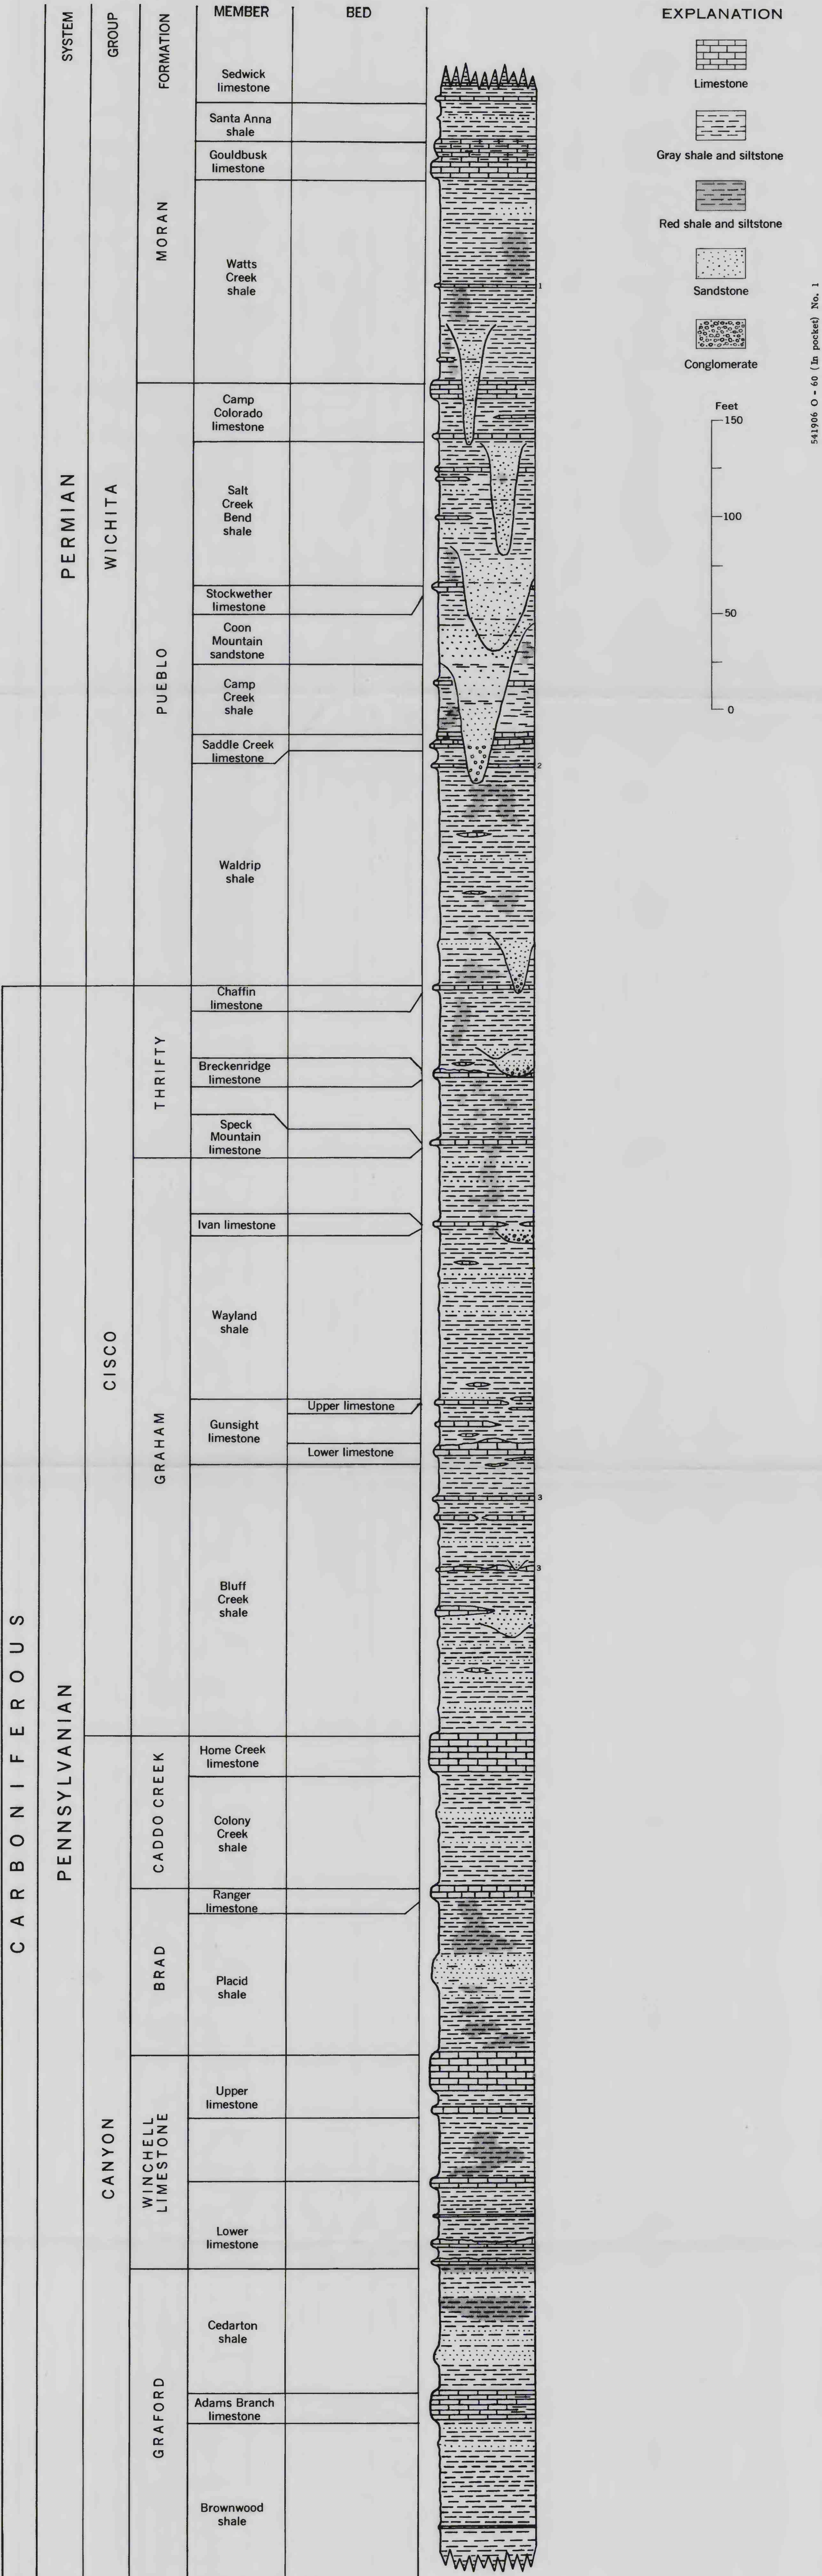 SYSTEM
GROUP
FORMATION
MEMBER
BED
EXPLANATION
Limestone
Gray shale and siltstone
Red shale and siltstone
Sandstone
Conglomerate
Feet
150
100
50
0
541906 O - 60 (In pocket) No. 1
PERMIAN
WICHITA
MORAN
Sedwick
limestone
Santa Anna
shale
Gouldbusk
limestone
Watts
Creek
shale
1
PUEBLO
Camp
Colorado
limestone
Salt
Creek
Bend
shale
Stockwether
limestone
Coon
Mountain
sandstone
Camp
Creek
shale
Saddle Creek
limestone
2
Waldrip
shale
CARBONIFEROUS
PENNSYLVANIAN
CISCO
THRIFTY
Chaffin
limestone
Breckenridge
limestone
Speck
Mountain
limestone
GRAHAM
Ivan limestone
Wayland
shale
Gunsight
limestone
Upper limestone
Lower limestone
3
3
Bluff
Creek
shale
CANYON
CADDO CREEK
Home Creek
limestone
Colony
Creek
shale
BRAD
Ranger
limestone
Placid
shale
WINCHELL
LIMESTONE
Upper
limestone
Lower
limestone
GRAFORD
Cedarton
shale
Adams Branch
limestone
Brownwood
shale